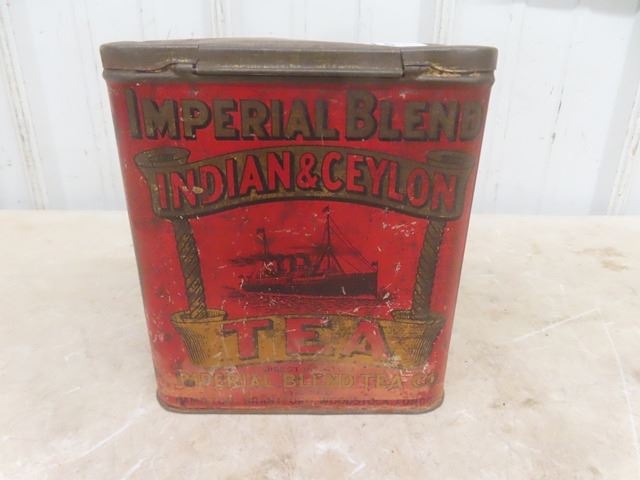 IMPERIAL BLEND
INDIAN & CEYLON
TEA
IMPERIAL BLEND TEA CO